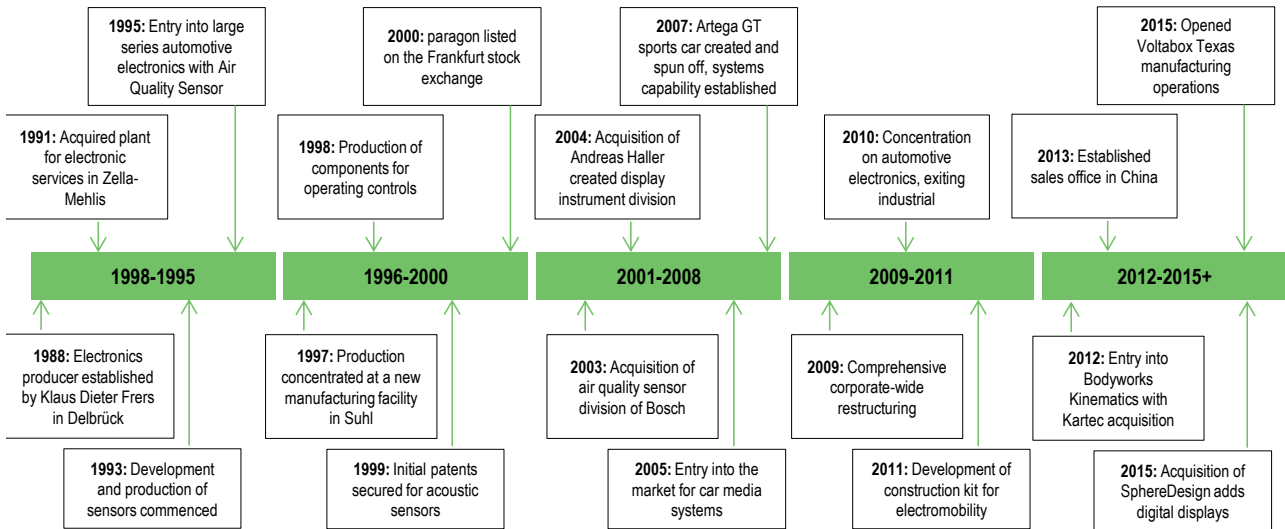 1995: Entry into large
series automotive
electronics with Air
Quality Sensor
2000: paragon listed
on the Frankfurt stock
exchange
2007: Artega GT
sports car created and
spun off, systems
capability established
2015: Opened
Voltabox Texas
manufacturing
operations
1991: Acquired plant
for electronic
services in Zella-
Mehlis
1998: Production of
components for
operating controls
2004: Acquisition of
Andreas Haller
created display
instrument division
2010: Concentration
on automotive
electronics, exiting
industrial
2013: Established
sales office in China
1998-1995
1996-2000
2001-2008
2009-2011
2012-2015+
1988: Electronics
producer established
by Klaus Dieter Frers
in Delbrück
1997: Production
concentrated at a new
manufacturing facility
in Suhl
2003: Acquisition of
air quality sensor
division of Bosch
2009: Comprehensive
corporate-wide
restructuring
2012: Entry into
Bodyworks
Kinematics with
Kartec acquisition
1993: Development
and production of
sensors commenced
1999: Initial patents
secured for acoustic
sensors
2005: Entry into the
market for car media
systems
2011: Development of
construction kit for
electromobility
2015: Acquisition of
SphereDesign adds
digital displays